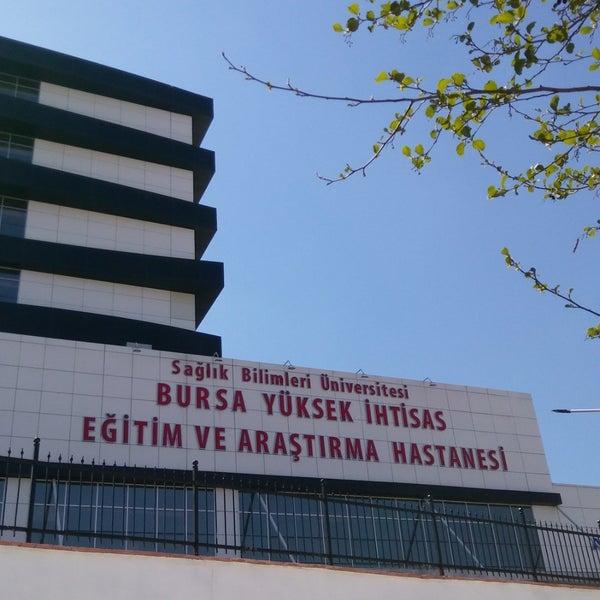 Sağlık Bilimleri Üniversitesi
BURSA YÜKSEK İHTİSAS
EĞİTİM VE ARAŞTIRMA HASTANESİ